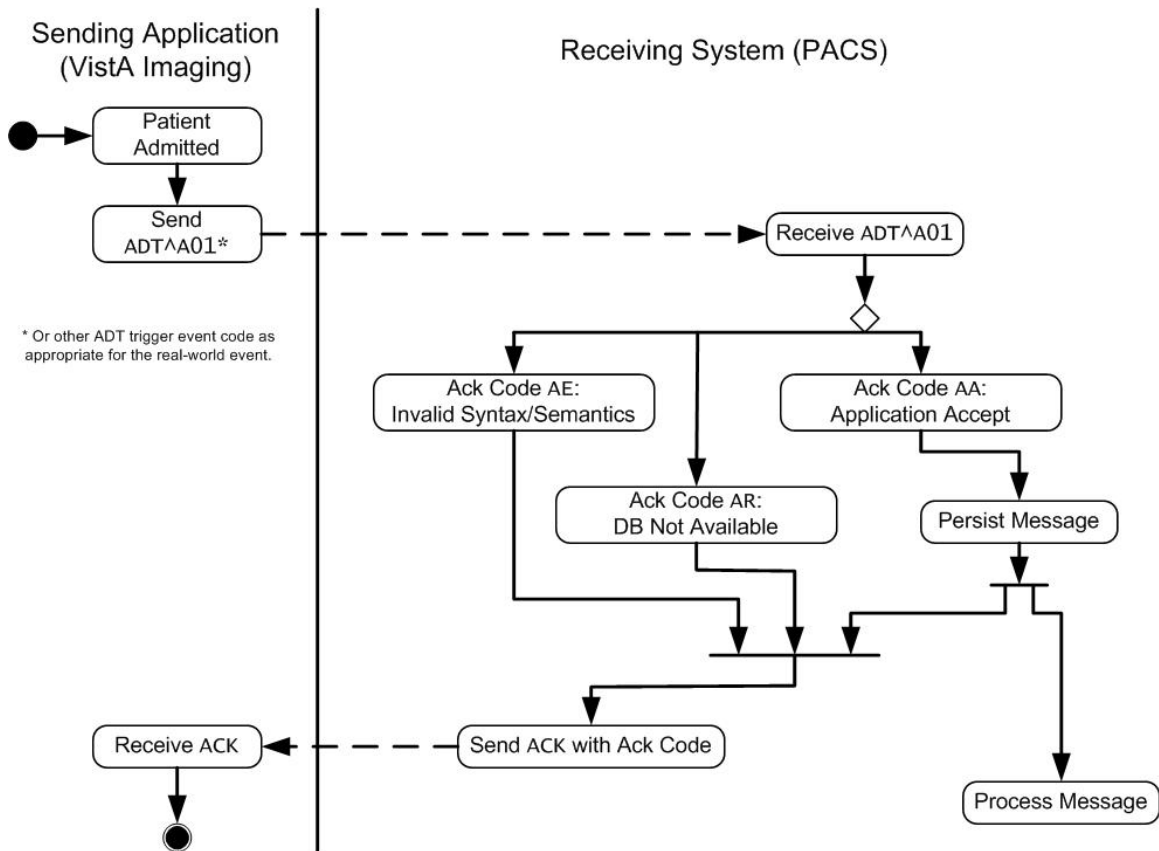 Sending Application
(VistA Imaging)
Receiving System (PACS)
Patient
Admitted
Send
ADT^A01*
Receive ADT^A01
* Or other ADT trigger event code as
appropriate for the real-world event.
Ack Code AE:
Invalid Syntax/Semantics
Ack Code AA:
Application Accept
Ack Code AR:
DB Not Available
Persist Message
Receive ACK
Send ACK with Ack Code
Process Message